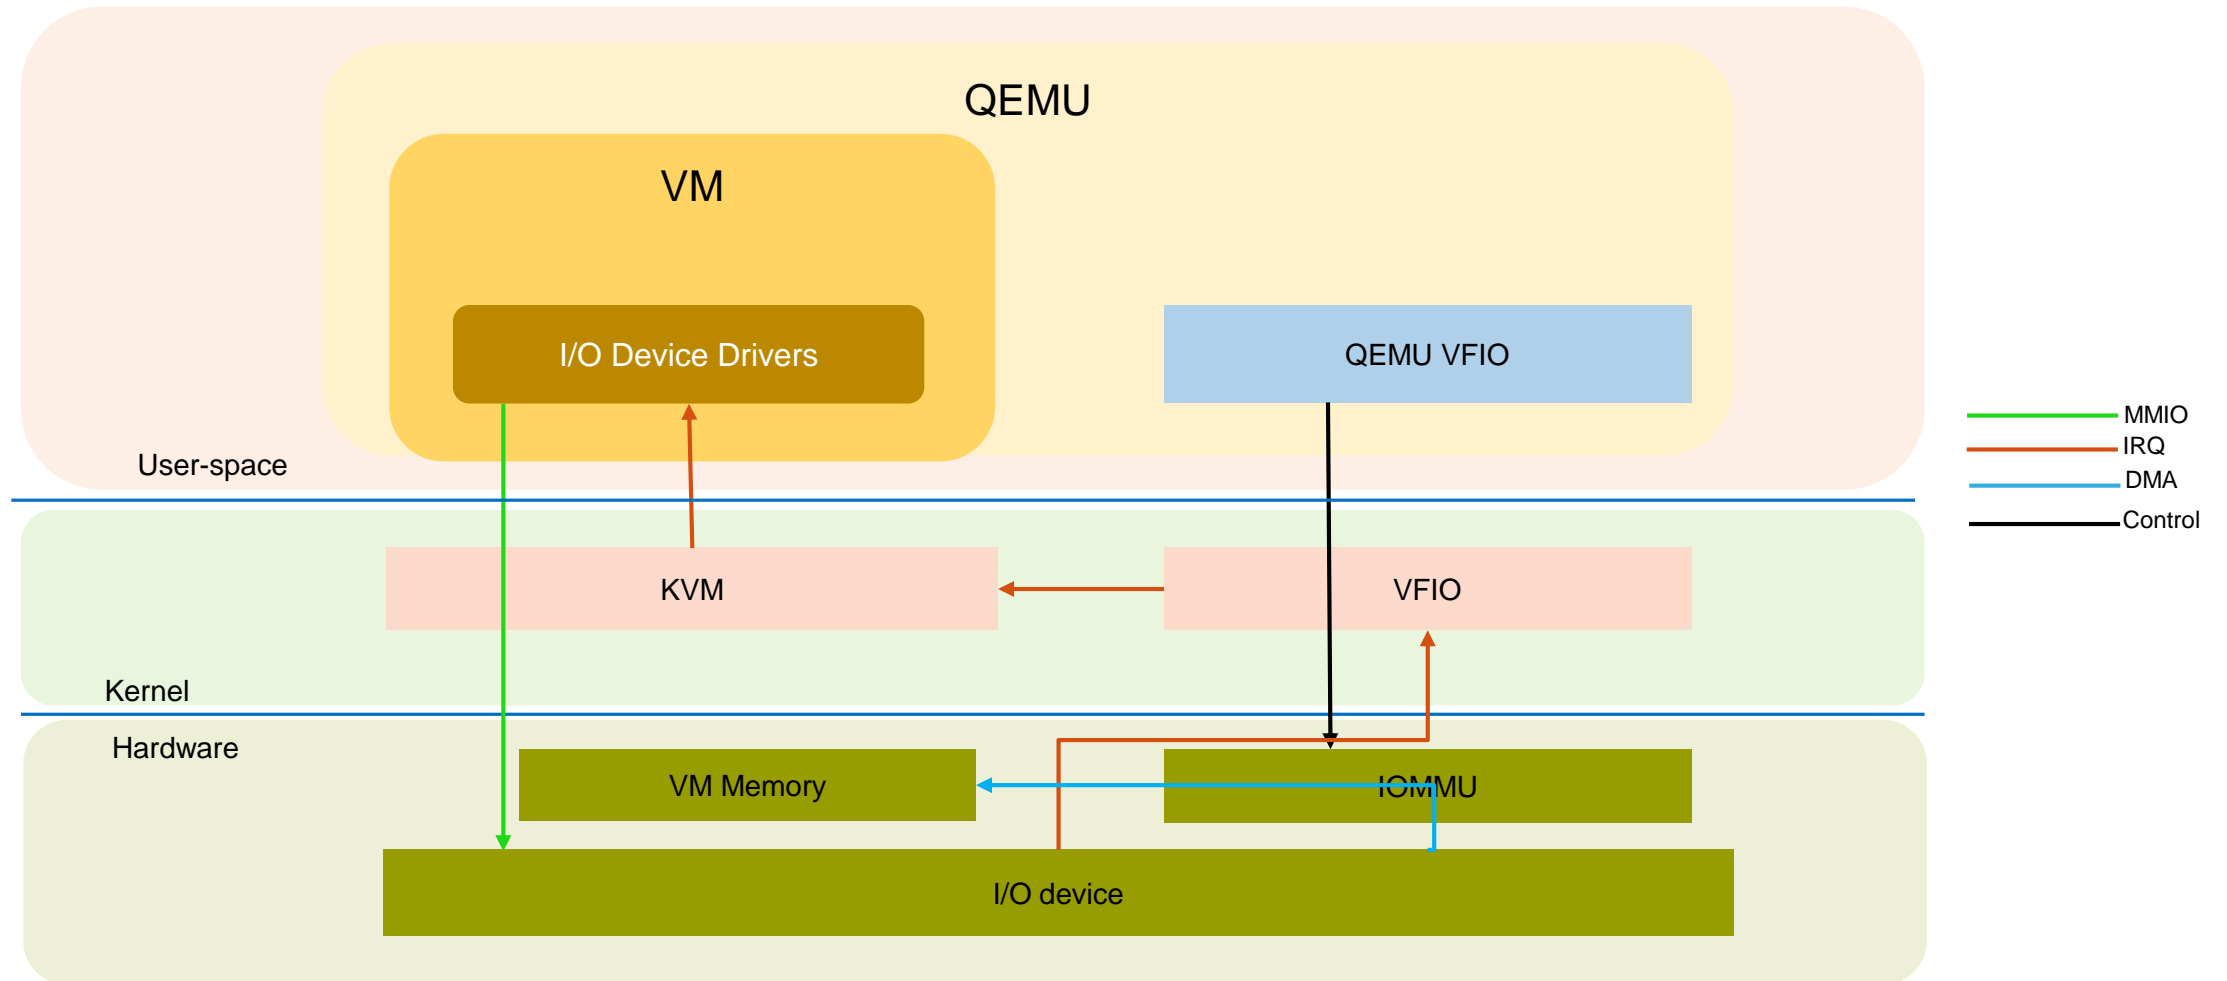 QEMU
VM
I/O Device Drivers
QEMU VFIO
User-space
MMIO
IRQ
DMA
Control
KVM
VFIO
Kernel
Hardware
VM Memory
IOMMU
I/O device